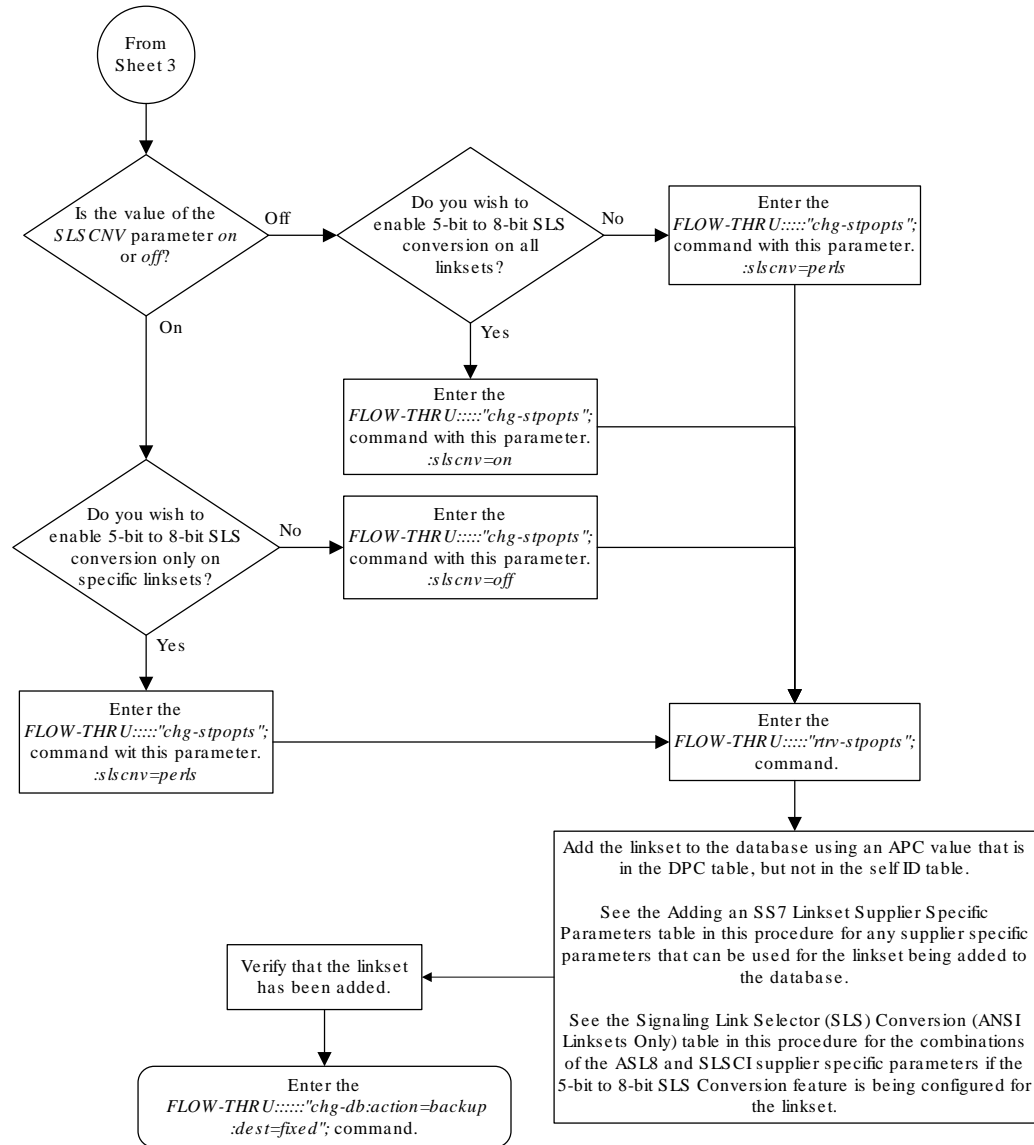 From
Sheet 3
Is the value of the
SLSCNV parameter on
or off?
Off
On
Do you wish to
enable 5-bit to 8-bit SLS
conversion on all
linksets?
No
Yes
Enter the
FLOW-THRU:::::"chg-stpopts";
command with this parameter.
:slscnv=perls
Enter the
FLOW-THRU:::::"chg-stpopts";
command with this parameter.
:slscnv=on
Do you wish to
enable 5-bit to 8-bit SLS
conversion only on
specific linksets?
No
Yes
Enter the
FLOW-THRU:::::"chg-stpopts";
command with this parameter.
:slscnv=off
Enter the
FLOW-THRU:::::"chg-stpopts";
command wit this parameter.
:slscnv=perls
Enter the
FLOW-THRU:::::"rtrv-stpopts";
command.
Add the linkset to the database using an APC value that is
in the DPC table, but not in the self ID table.
See the Adding an SS7 Linkset Supplier Specific
Parameters table in this procedure for any supplier specific
parameters that can be used for the linkset being added to
the database.
See the Signaling Link Selector (SLS) Conversion (ANSI
Linksets Only) table in this procedure for the combinations
of the ASL8 and SLSCI supplier specific parameters if the
5-bit to 8-bit SLS Conversion feature is being configured for
the linkset.
Verify that the linkset
has been added.
Enter the
FLOW-THRU::::::"chg-db:action=backup
:dest=fixed"; command.